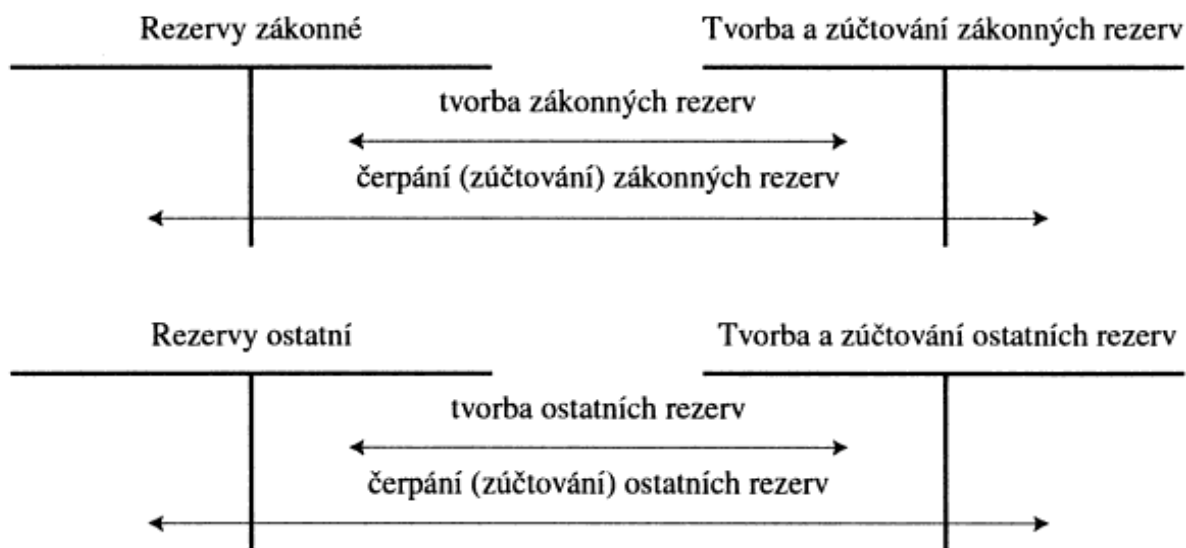 Rezervy zákonné
Tvorba a zúčtování zákonných rezerv
tvorba zákonných rezerv
čerpání (zúčtování) zákonných rezerv
Rezervy ostatní
Tvorba a zúčtování ostatních rezerv
tvorba ostatních rezerv
čerpání (zúčtování) ostatních rezerv